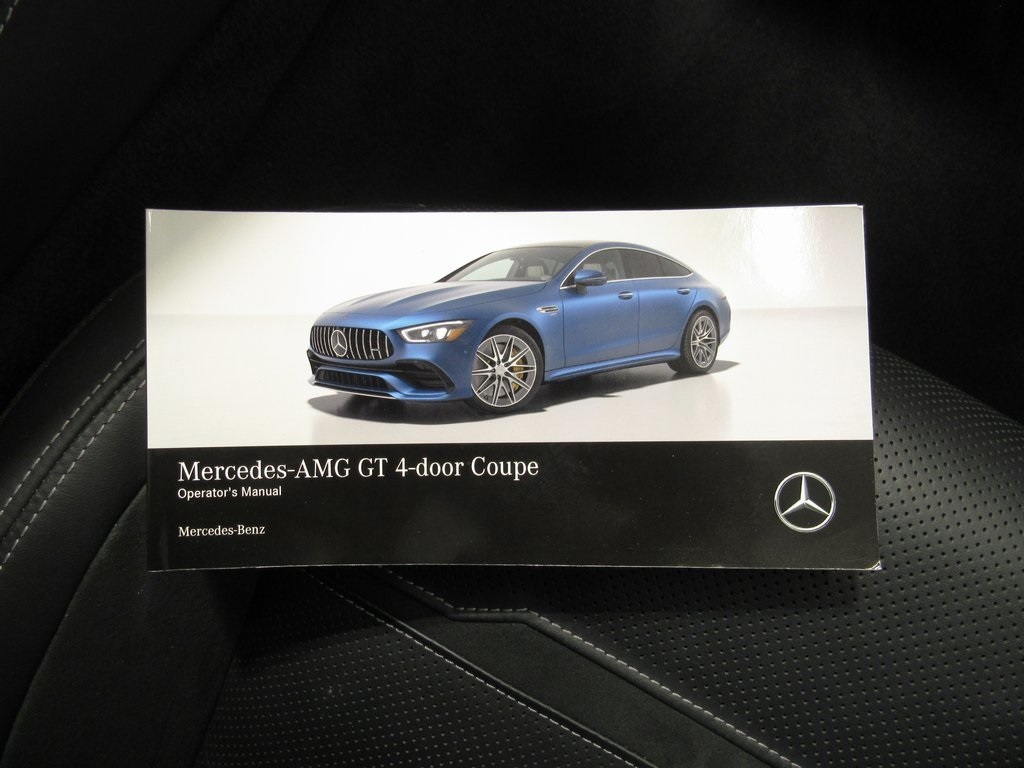 Mercedes-AMG GT 4-door Coupe
Operator's Manual
Mercedes-Benz